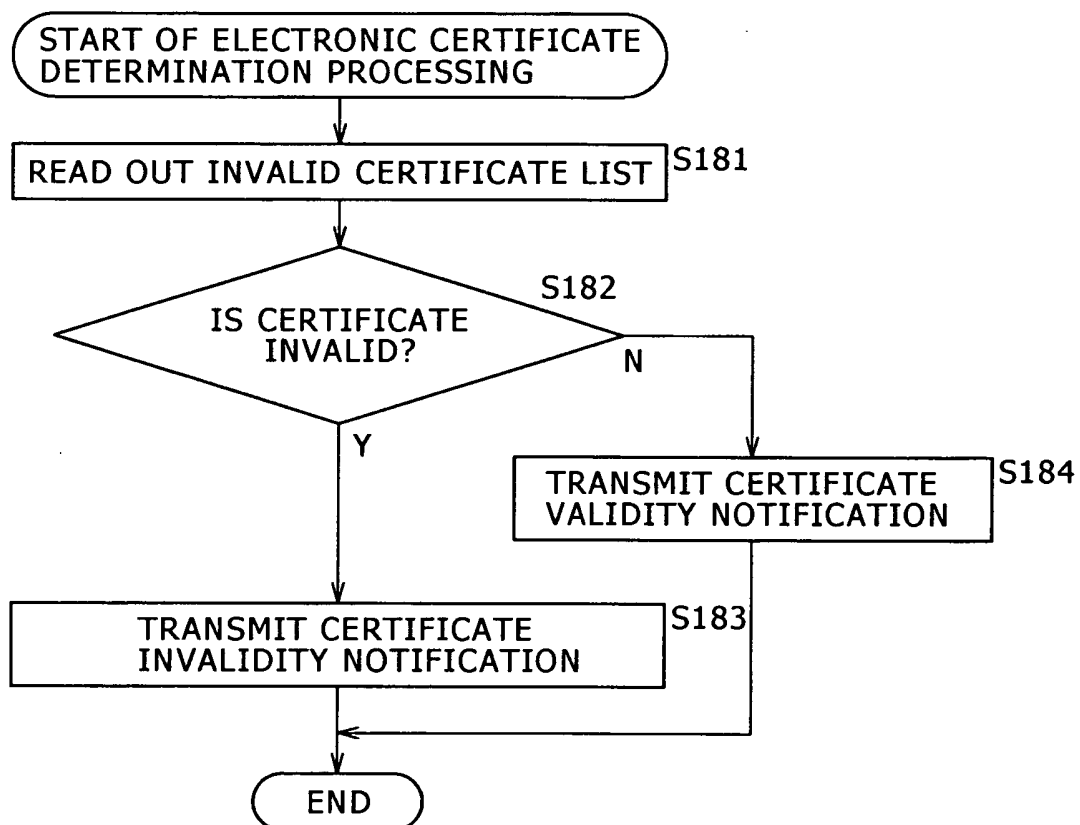 START OF ELECTRONIC CERTIFICATE
DETERMINATION PROCESSING
READ OUT INVALID CERTIFICATE LIST
S181
IS CERTIFICATE
INVALID?
S182
N
Y
TRANSMIT CERTIFICATE
VALIDITY NOTIFICATION
S184
TRANSMIT CERTIFICATE
INVALIDITY NOTIFICATION
S183
END